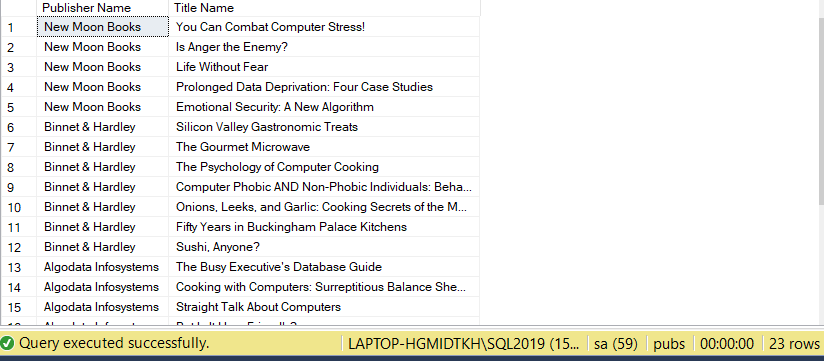 Publisher Name Title Name
1 New Moon Books You Can Combat Computer Stress!
2 New Moon Books Is Anger the Enemy?
3 New Moon Books Life Without Fear
4 New Moon Books Prolonged Data Deprivation: Four Case Studies
5 New Moon Books Emotional Security: A New Algorithm
6 Binnet & Hardley Silicon Valley Gastronomic Treats
7 Binnet & Hardley The Gourmet Microwave
8 Binnet & Hardley The Psychology of Computer Cooking
9 Binnet & Hardley Computer Phobic AND Non-Phobic Individuals: Beha...
10 Binnet & Hardley Onions, Leeks, and Garlic: Cooking Secrets of the M...
11 Binnet & Hardley Fifty Years in Buckingham Palace Kitchens
12 Binnet & Hardley Sushi, Anyone?
13 Algodata Infosystems The Busy Executive's Database Guide
14 Algodata Infosystems Cooking with Computers: Surreptitious Balance She...
15 Algodata Infosystems Straight Talk About Computers
Query executed successfully. LAPTOP-HGMIDTKH\SQL2019 (15... sa (59) pubs 00:00:00 23 rows